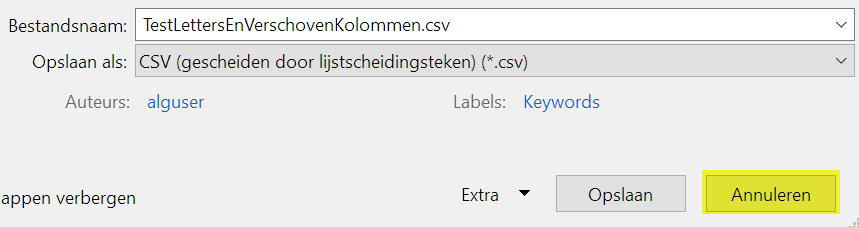 Bestandsnaam: TestLettersEnVerschovenKolommen.csv
Opslaan als: CSV (gescheiden door lijstscheidingsteken) (*.csv)
Auteurs: alguser Labels: Keywords
appen verbergen Extra Opslaan Annuleren